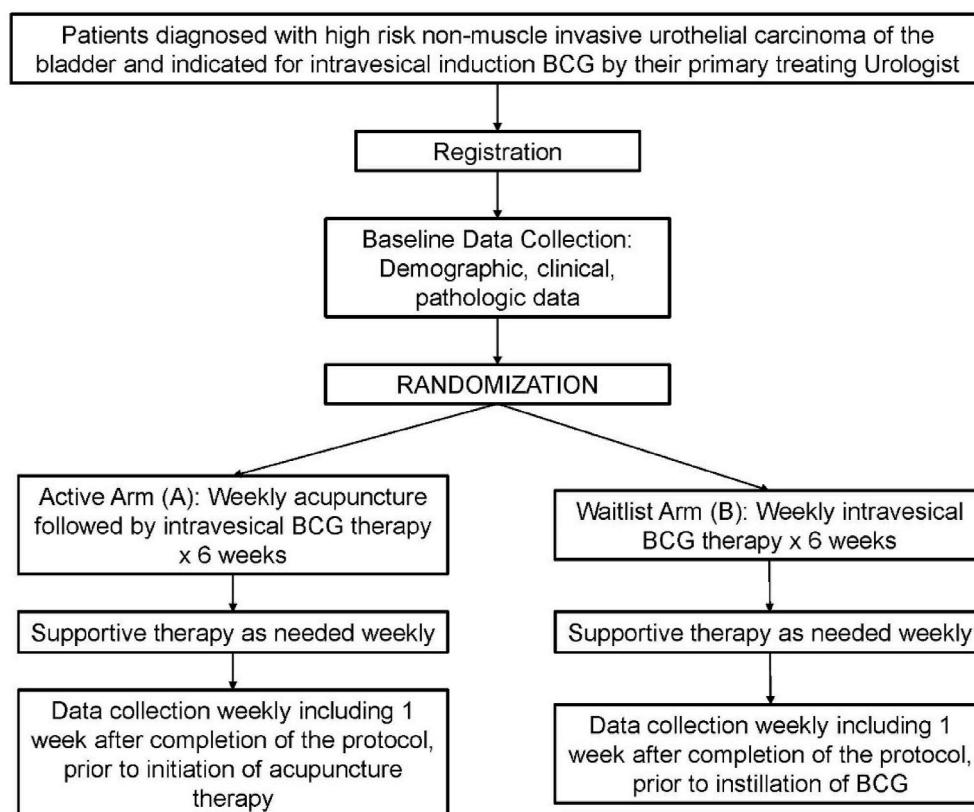 Patients diagnosed with high risk non-muscle invasive urothelial carcinoma of the
bladder and indicated for intravesical induction BCG by their primary treating Urologist
Registration
Baseline Data Collection:
Demographic, clinical,
pathologic data
RANDOMIZATION
Active Arm (A): Weekly acupuncture
followed by intravesical BCG therapy
x 6 weeks
Waitlist Arm (B): Weekly intravesical
BCG therapy x 6 weeks
Supportive therapy as needed weekly
Supportive therapy as needed weekly
Data collection weekly including 1
week after completion of the protocol,
prior to initiation of acupuncture
therapy
Data collection weekly including 1
week after completion of the protocol,
prior to instillation of BCG